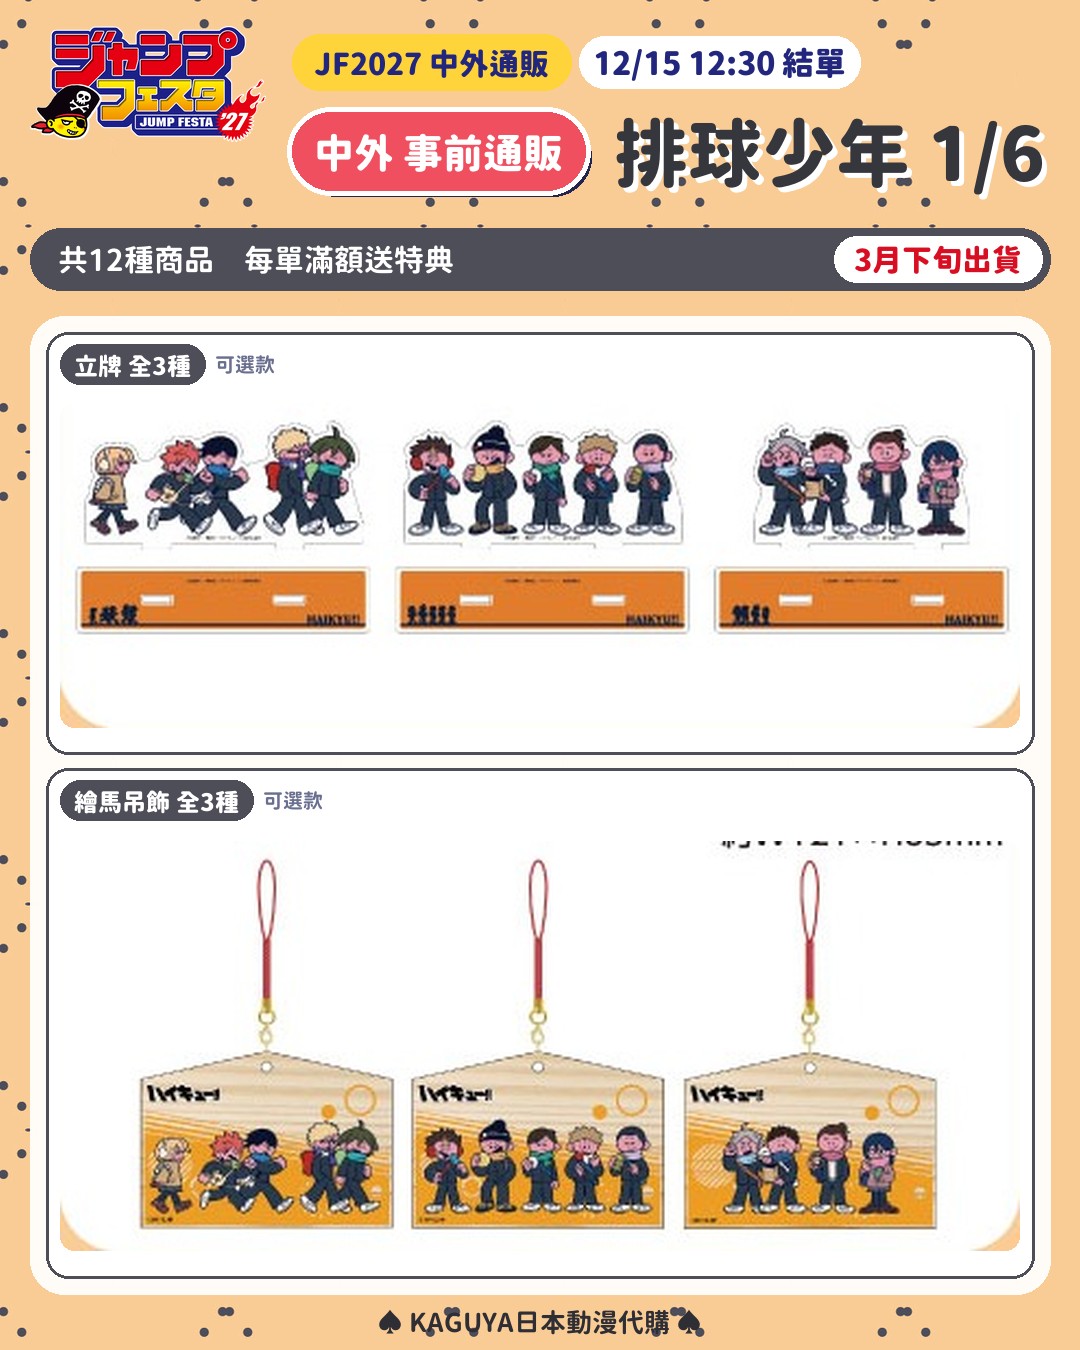 ジャンプ
フェスタ
JUMP FESTA '27
JF2027 中外通販
12/15 12:30 結單
中外 事前通販
排球少年 1/6
共12種商品 每單滿額送特典
3月下旬出貨
立牌 全3種
可選款
HAIKYU!!
HAIKYU!!
HAIKYU!!
繪馬吊飾 全3種
可選款
ハイキュー!!
ハイキュー!!
ハイキュー!!
♠ KAGUYA日本動漫代購 ♠